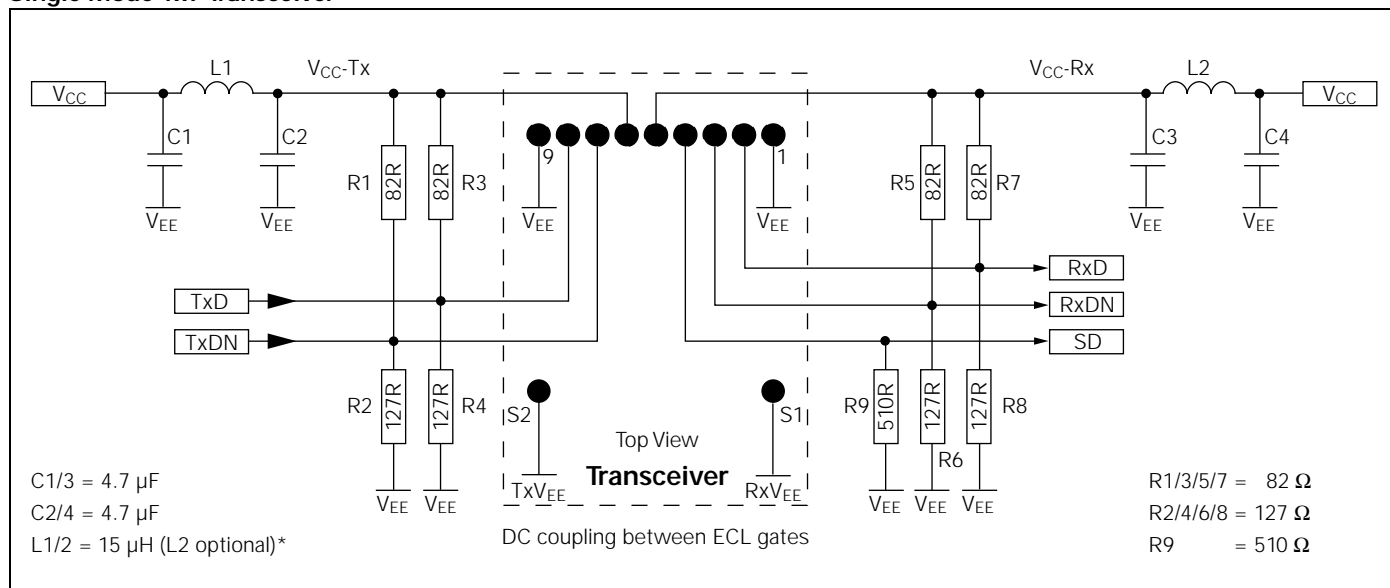 Single Mode 1x9 Transceiver
L1 VCC-Tx VCC-Rx L2
VCC VCC
C1 C2 C3 C4
9 1
R1 82R 82R R3 R5 82R 82R R7
VEE VEE VEE VEE VEE VEE
TxD RxD
RxDN
TxDN SD
R2 127R 127R R4 S2 S1 R9 510R 127R 127R R8
Top View
R6
Transceiver
C1/3 = 4.7 µF
TxVEE RxVEE
R1/3/5/7 = 82 Ω
VEE VEE VEE VEE VEE
C2/4 = 4.7 µF
R2/4/6/8 = 127 Ω
DC coupling between ECL gates
L1/2 = 15 µH (L2 optional)*
R9 = 510 Ω